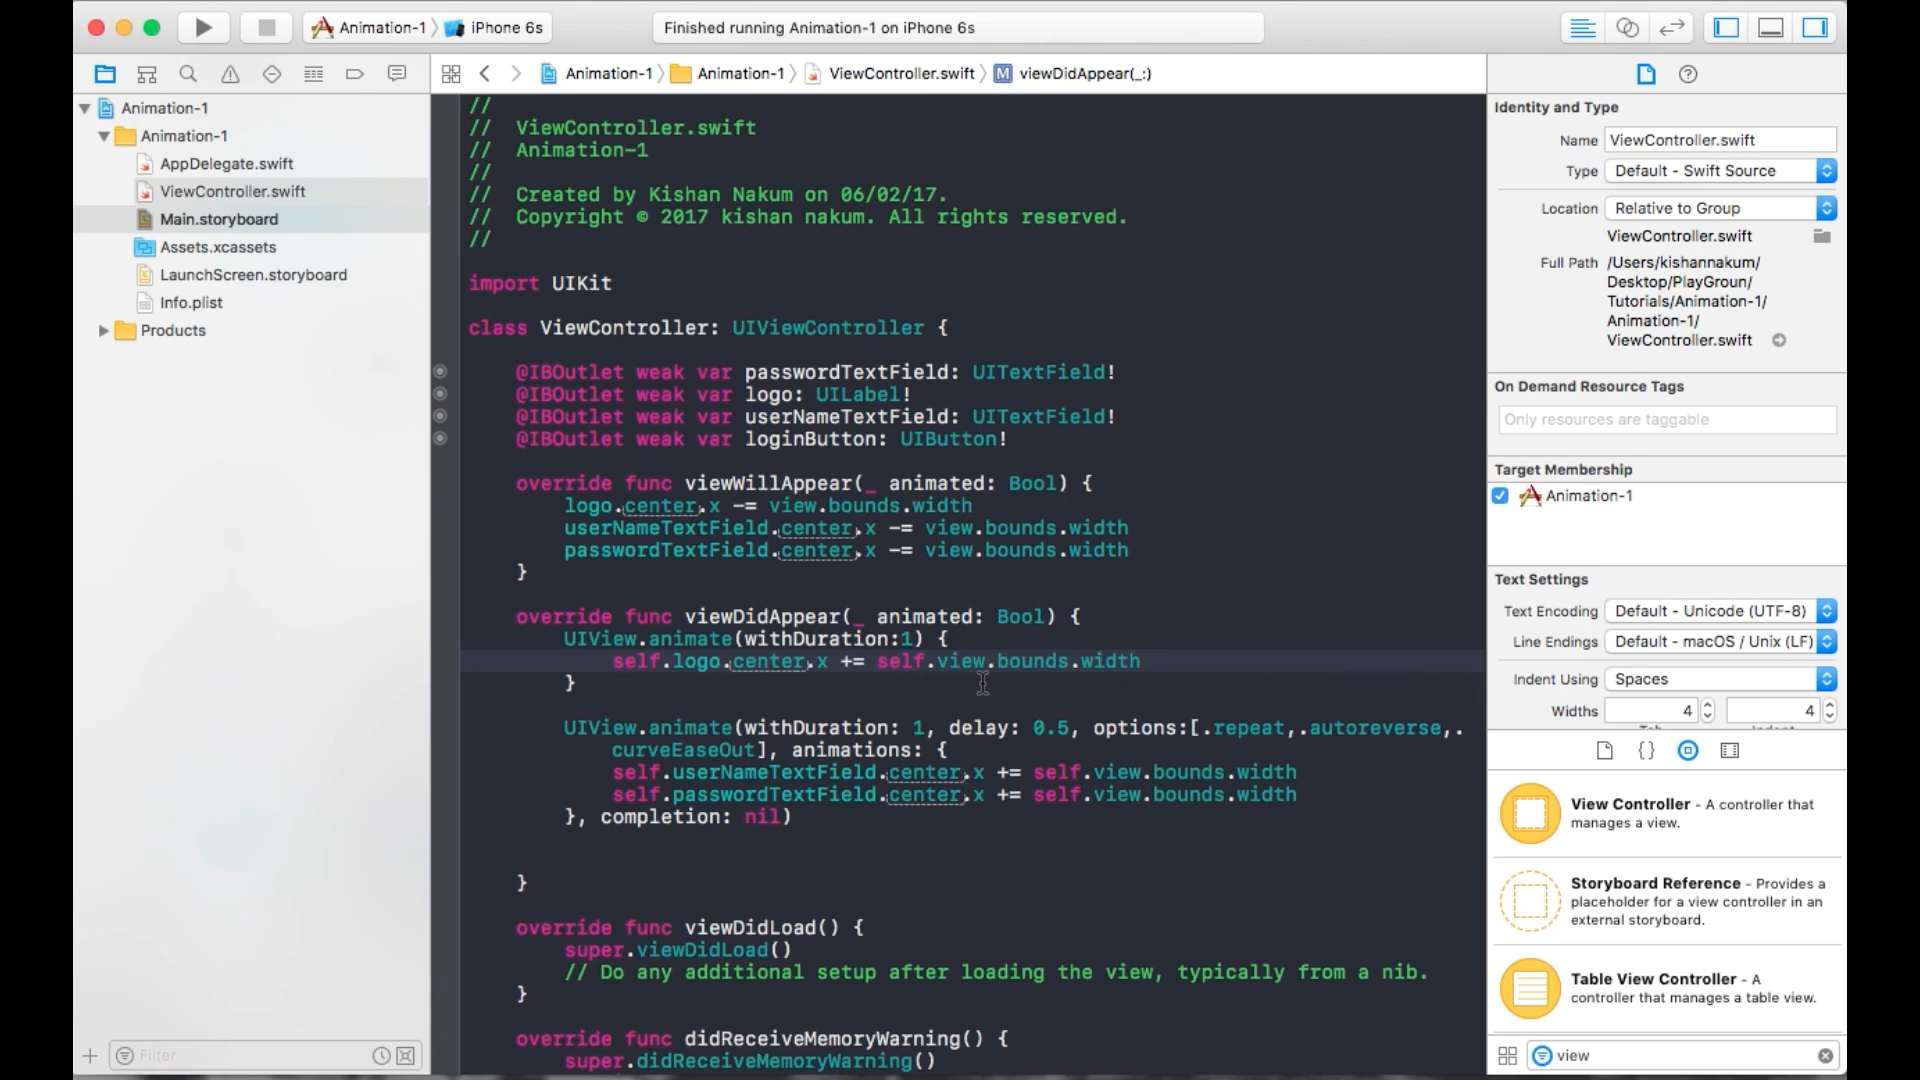 Animation-1 iPhone 6s
Finished running Animation-1 on iPhone 6s
Animation-1 Animation-1 ViewController.swift M viewDidAppear(_:)
Animation-1
Animation-1
AppDelegate.swift
ViewController.swift
Main.storyboard
Assets.xcassets
LaunchScreen.storyboard
Info.plist
Products
Filter
//
// ViewController.swift
// Animation-1
//
// Created by Kishan Nakum on 06/02/17.
// Copyright © 2017 kishan nakum. All rights reserved.
//
import UIKit
class ViewController: UIViewController {
@IBOutlet weak var passwordTextField: UITextField!
@IBOutlet weak var logo: UILabel!
@IBOutlet weak var userNameTextField: UITextField!
@IBOutlet weak var loginButton: UIButton!
override func viewWillAppear(_ animated: Bool) {
logo.center.x -= view.bounds.width
userNameTextField.center.x -= view.bounds.width
passwordTextField.center.x -= view.bounds.width
}
override func viewDidAppear(_ animated: Bool) {
UIView.animate(withDuration:1) {
self.logo.center.x += self.view.bounds.width
}
UIView.animate(withDuration: 1, delay: 0.5, options:[.repeat,.autoreverse,.
curveEaseOut], animations: {
self.userNameTextField.center.x += self.view.bounds.width
self.passwordTextField.center.x += self.view.bounds.width
}, completion: nil)
}
override func viewDidLoad() {
super.viewDidLoad()
// Do any additional setup after loading the view, typically from a nib.
}
override func didReceiveMemoryWarning() {
super.didReceiveMemoryWarning()
Identity and Type
Name ViewController.swift
Type Default - Swift Source
Location Relative to Group
ViewController.swift
Full Path /Users/kishannakum/
Desktop/PlayGroun/
Tutorials/Animation-1/
Animation-1/
ViewController.swift
On Demand Resource Tags
Only resources are taggable
Target Membership
Animation-1
Text Settings
Text Encoding Default - Unicode (UTF-8)
Line Endings Default - macOS / Unix (LF)
Indent Using Spaces
Widths 4 4
View Controller - A controller that
manages a view.
Storyboard Reference - Provides a
placeholder for a view controller in an
external storyboard.
Table View Controller - A
controller that manages a table view.
view